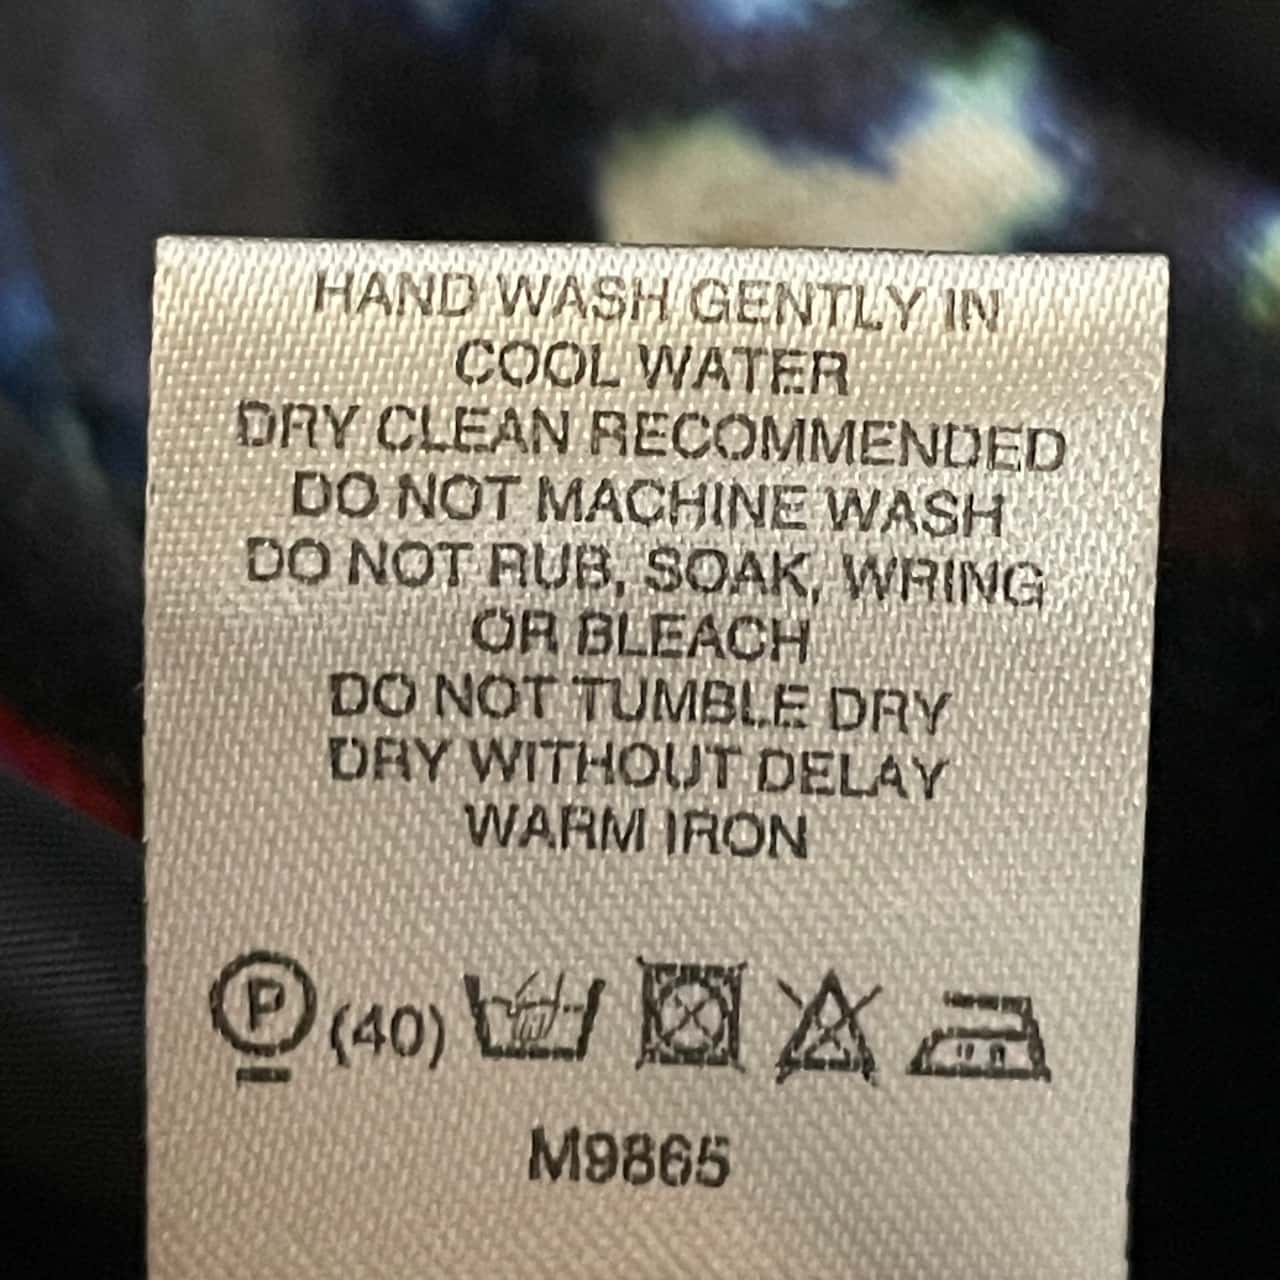 HAND WASH GENTLY IN
COOL WATER
DRY CLEAN RECOMMENDED
DO NOT MACHINE WASH
DO NOT RUB, SOAK, WRING
OR BLEACH
DO NOT TUMBLE DRY
DRY WITHOUT DELAY
WARM IRON
P (40)
M9865